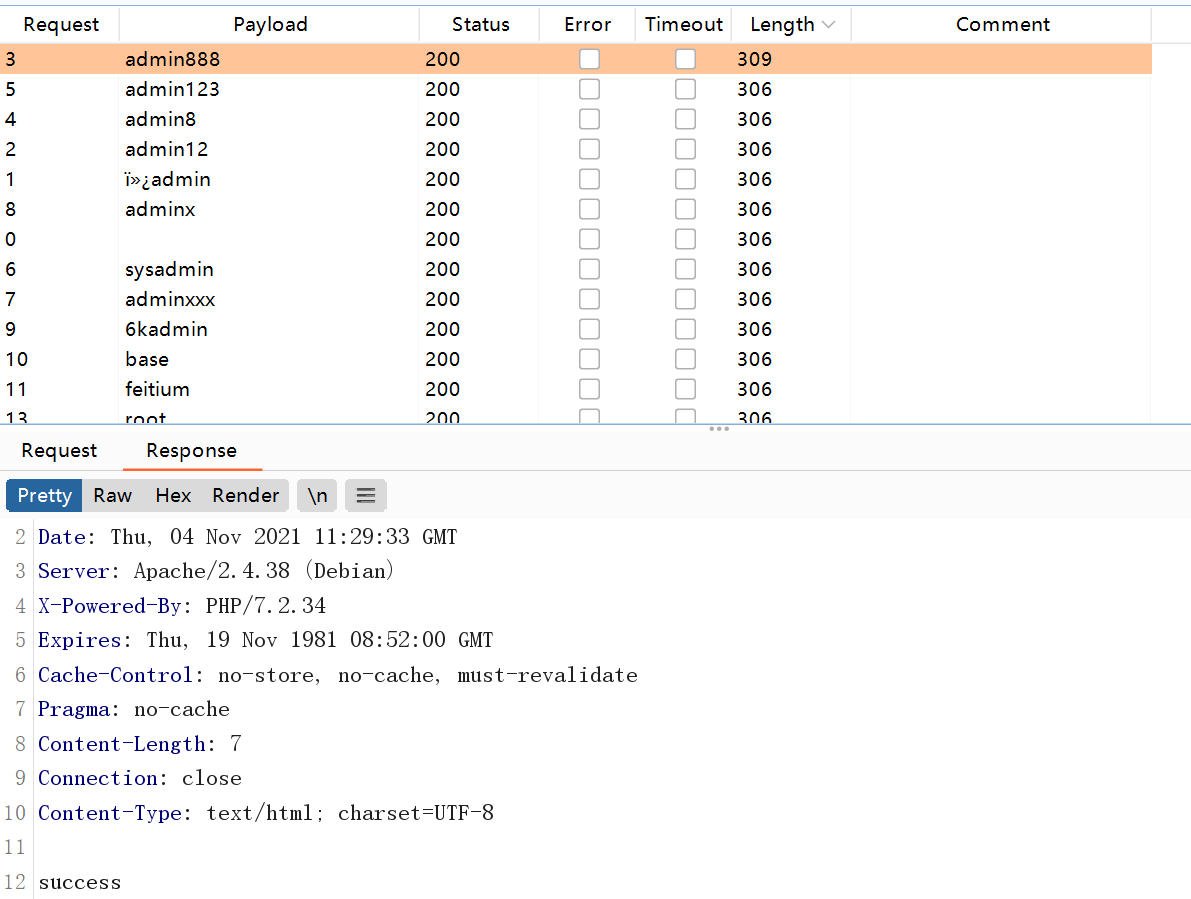 Request Payload Status Error Timeout Length Comment
3 admin888 200 309
5 admin123 200 306
4 admin8 200 306
2 admin12 200 306
1 ï»¿admin 200 306
8 adminx 200 306
0 200 306
6 sysadmin 200 306
7 adminxxx 200 306
9 6kadmin 200 306
10 base 200 306
11 feitium 200 306
13 root 200 306
Request Response
Pretty Raw Hex Render \n
2 Date: Thu, 04 Nov 2021 11:29:33 GMT
3 Server: Apache/2.4.38 (Debian)
4 X-Powered-By: PHP/7.2.34
5 Expires: Thu, 19 Nov 1981 08:52:00 GMT
6 Cache-Control: no-store, no-cache, must-revalidate
7 Pragma: no-cache
8 Content-Length: 7
9 Connection: close
10 Content-Type: text/html; charset=UTF-8
11
12 success